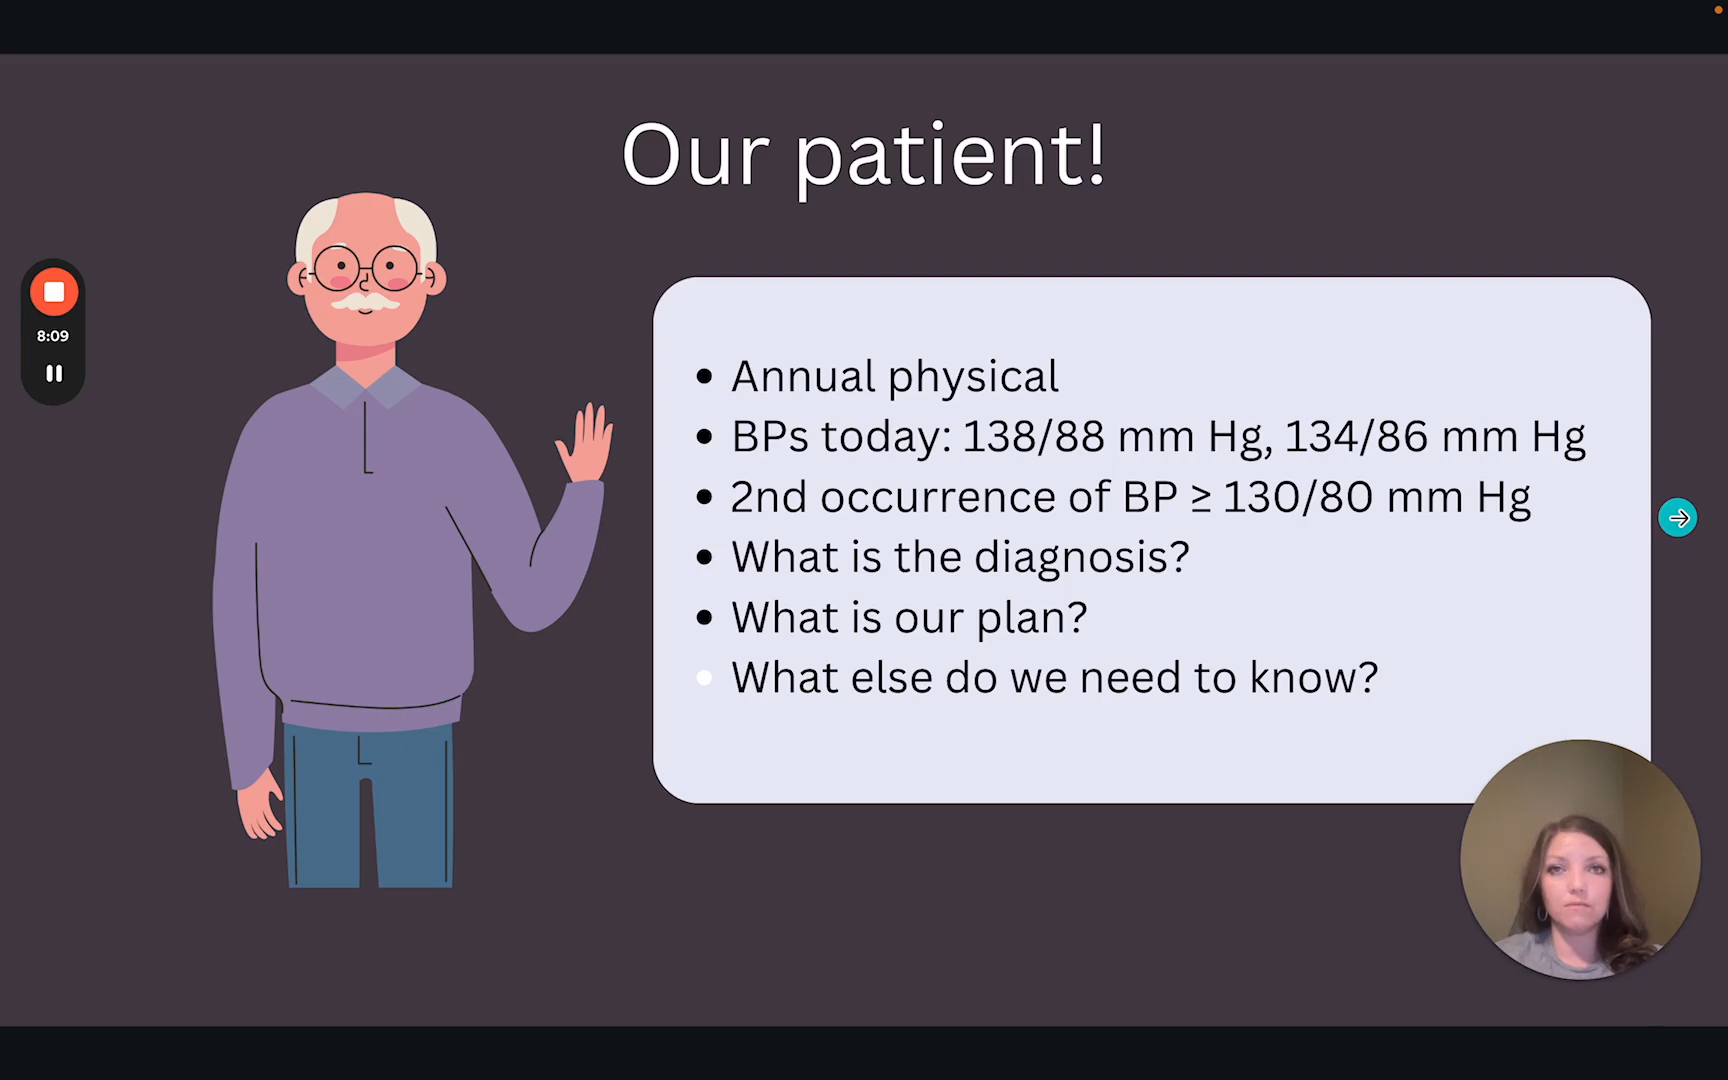 Our patient!
8:09
Annual physical
BPs today: 138/88 mm Hg, 134/86 mm Hg
2nd occurrence of BP ≥ 130/80 mm Hg
What is the diagnosis?
What is our plan?
What else do we need to know?